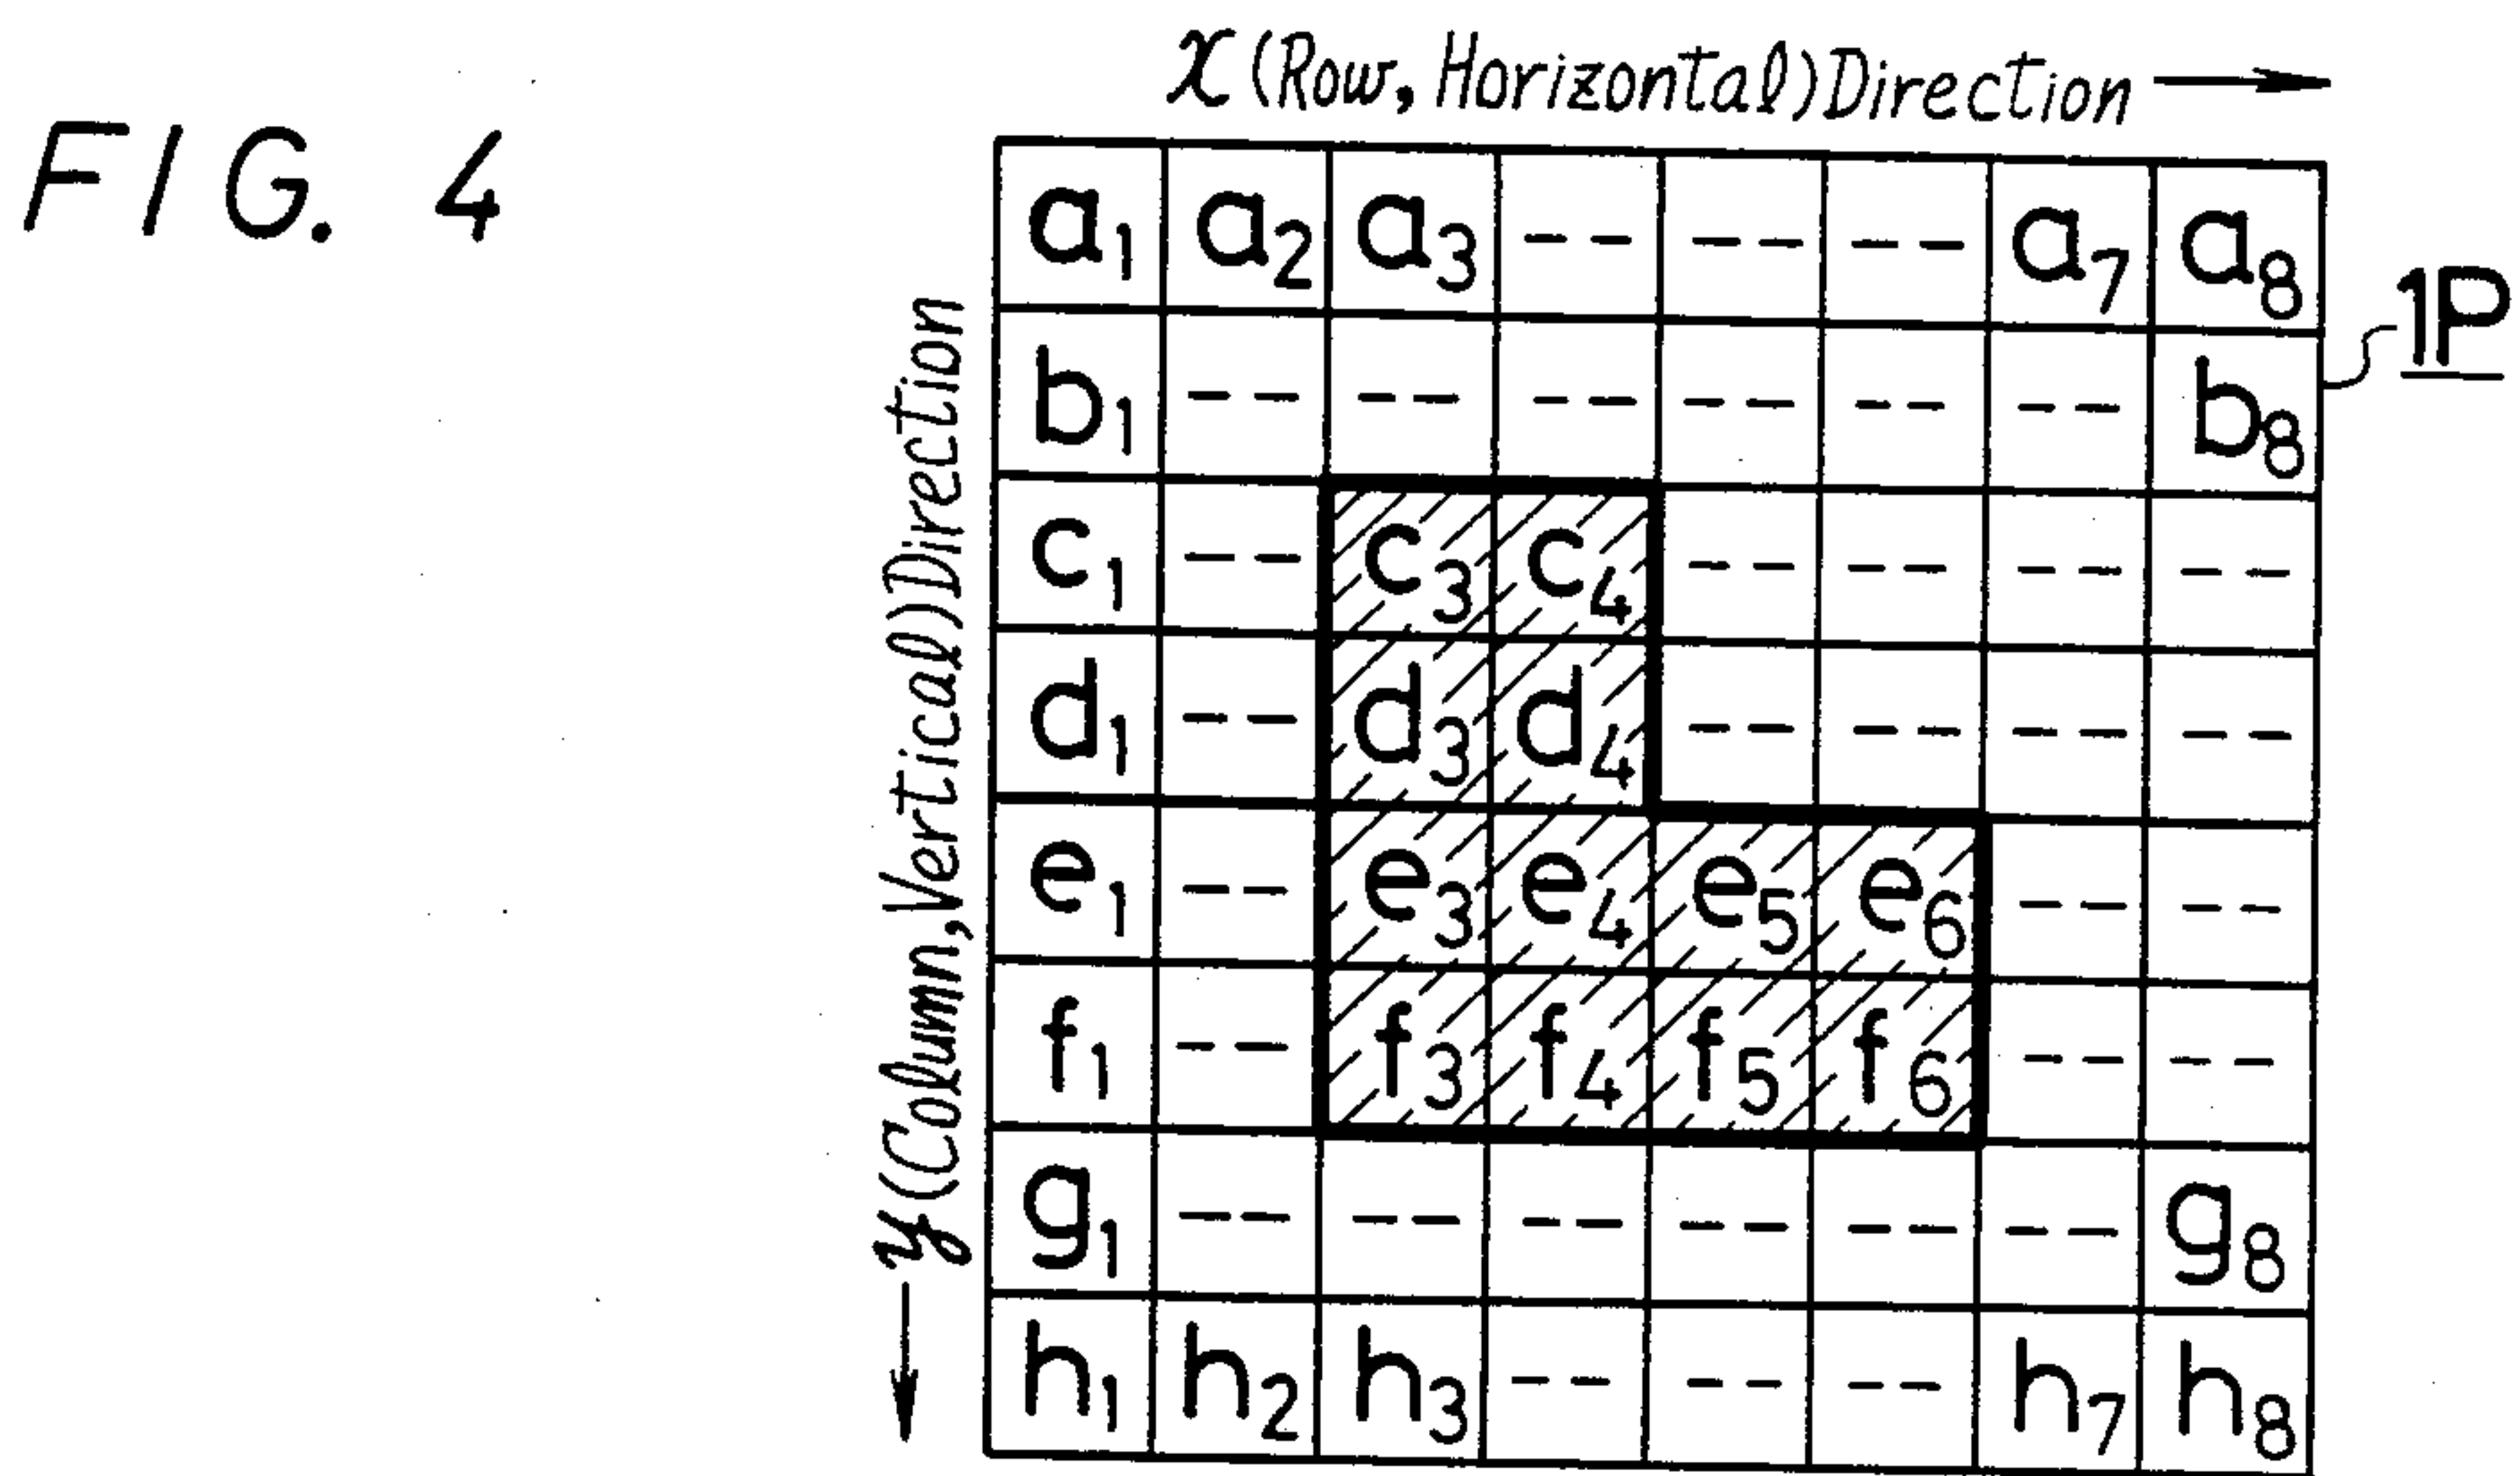 FIG. 4
x (Row, Horizontal) Direction
y (Column, Vertical) Direction
1P
a1 a2 a3 -- -- -- a7 a8
b1 -- -- -- -- -- -- b8
c1 -- c3 c4 -- -- -- --
d1 -- d3 d4 -- -- -- --
e1 -- e3 e4 e5 e6 -- --
f1 -- f3 f4 f5 f6 -- --
g1 -- -- -- -- -- -- g8
h1 h2 h3 -- -- -- h7 h8